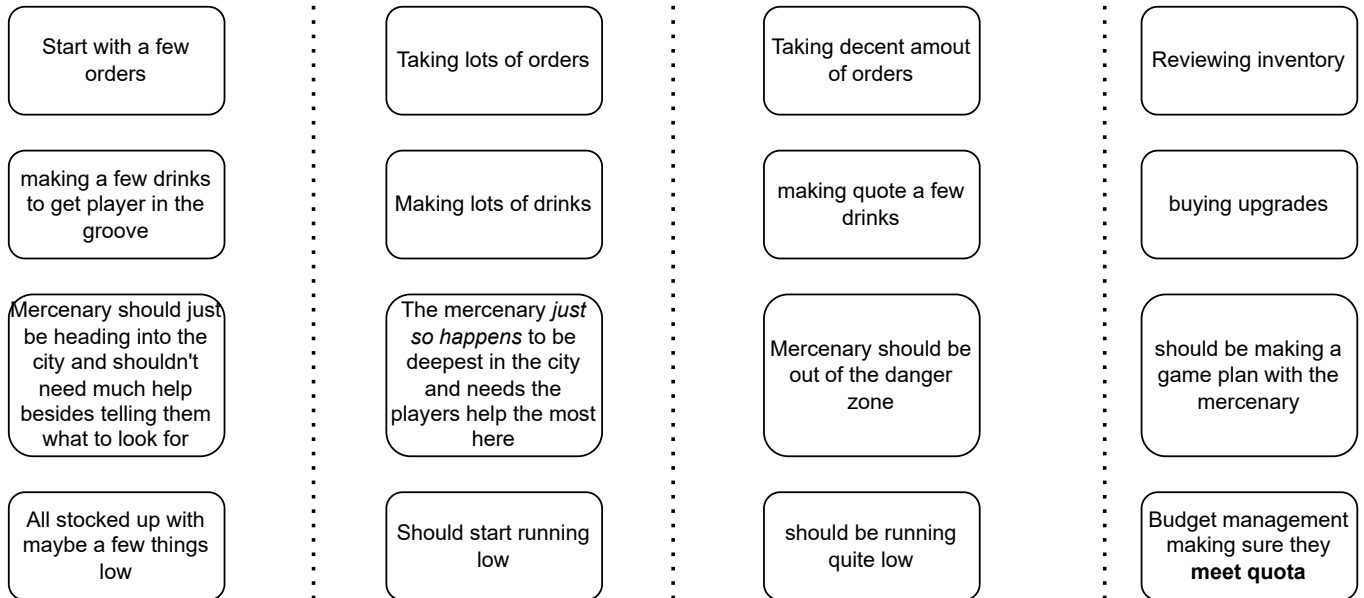 Start with a few
orders
Taking lots of orders
Taking decent amout
of orders
Reviewing inventory
making a few drinks
to get player in the
groove
Making lots of drinks
making quote a few
drinks
buying upgrades
Mercenary should just
be heading into the
city and shouldn't
need much help
besides telling them
what to look for
The mercenary just
so happens to be
deepest in the city
and needs the
players help the most
here
Mercenary should be
out of the danger
zone
should be making a
game plan with the
mercenary
All stocked up with
maybe a few things
low
Should start running
low
should be running
quite low
Budget management
making sure they
meet quota